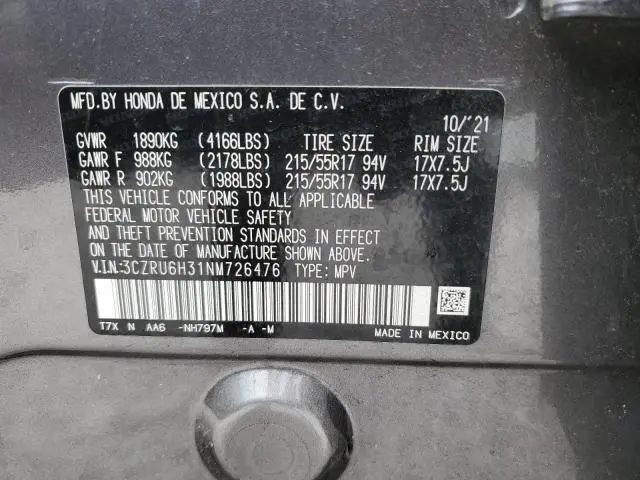 MFD.BY HONDA DE MEXICO S.A. DE C.V.
10/'21
GVWR 1890KG (4166LBS) TIRE SIZE RIM SIZE
GAWR F 988KG (2178LBS) 215/55R17 94V 17X7.5J
GAWR R 902KG (1988LBS) 215/55R17 94V 17X7.5J
THIS VEHICLE CONFORMS TO ALL APPLICABLE
FEDERAL MOTOR VEHICLE SAFETY
AND THEFT PREVENTION STANDARDS IN EFFECT
ON THE DATE OF MANUFACTURE SHOWN ABOVE.
V.I.N.:3CZRU6H31NM726476 TYPE: MPV
T7X N AA6 -NH797M -A -M MADE IN MEXICO